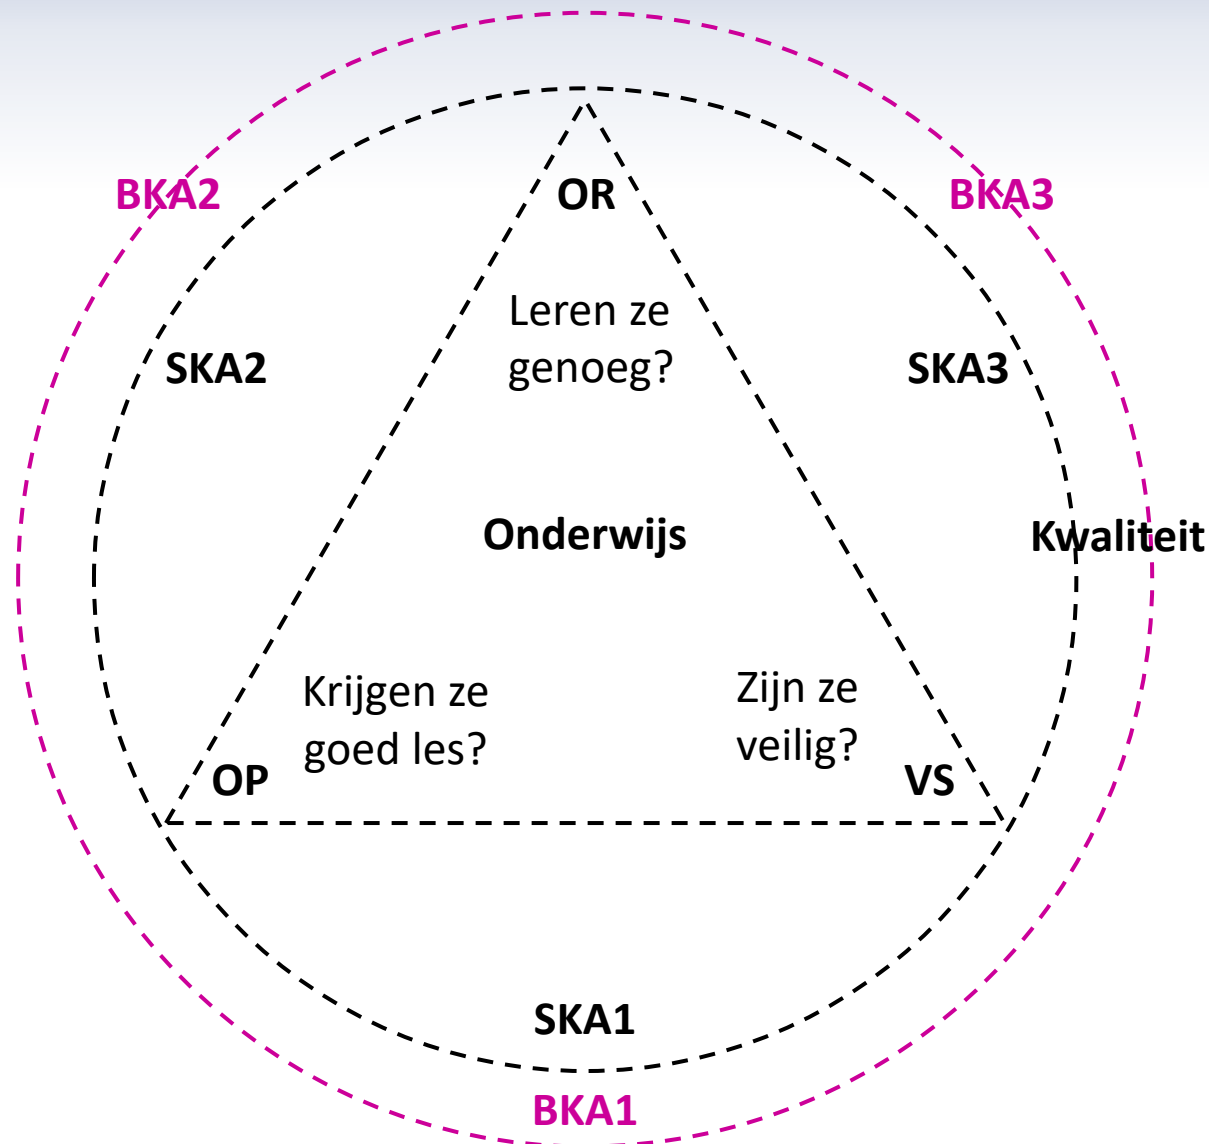 BKA2
OR
BKA3
Leren ze
genoeg?
SKA2
SKA3
Onderwijs
Kwaliteit
Krijgen ze
goed les?
Zijn ze
veilig?
OP
VS
SKA1
BKA1